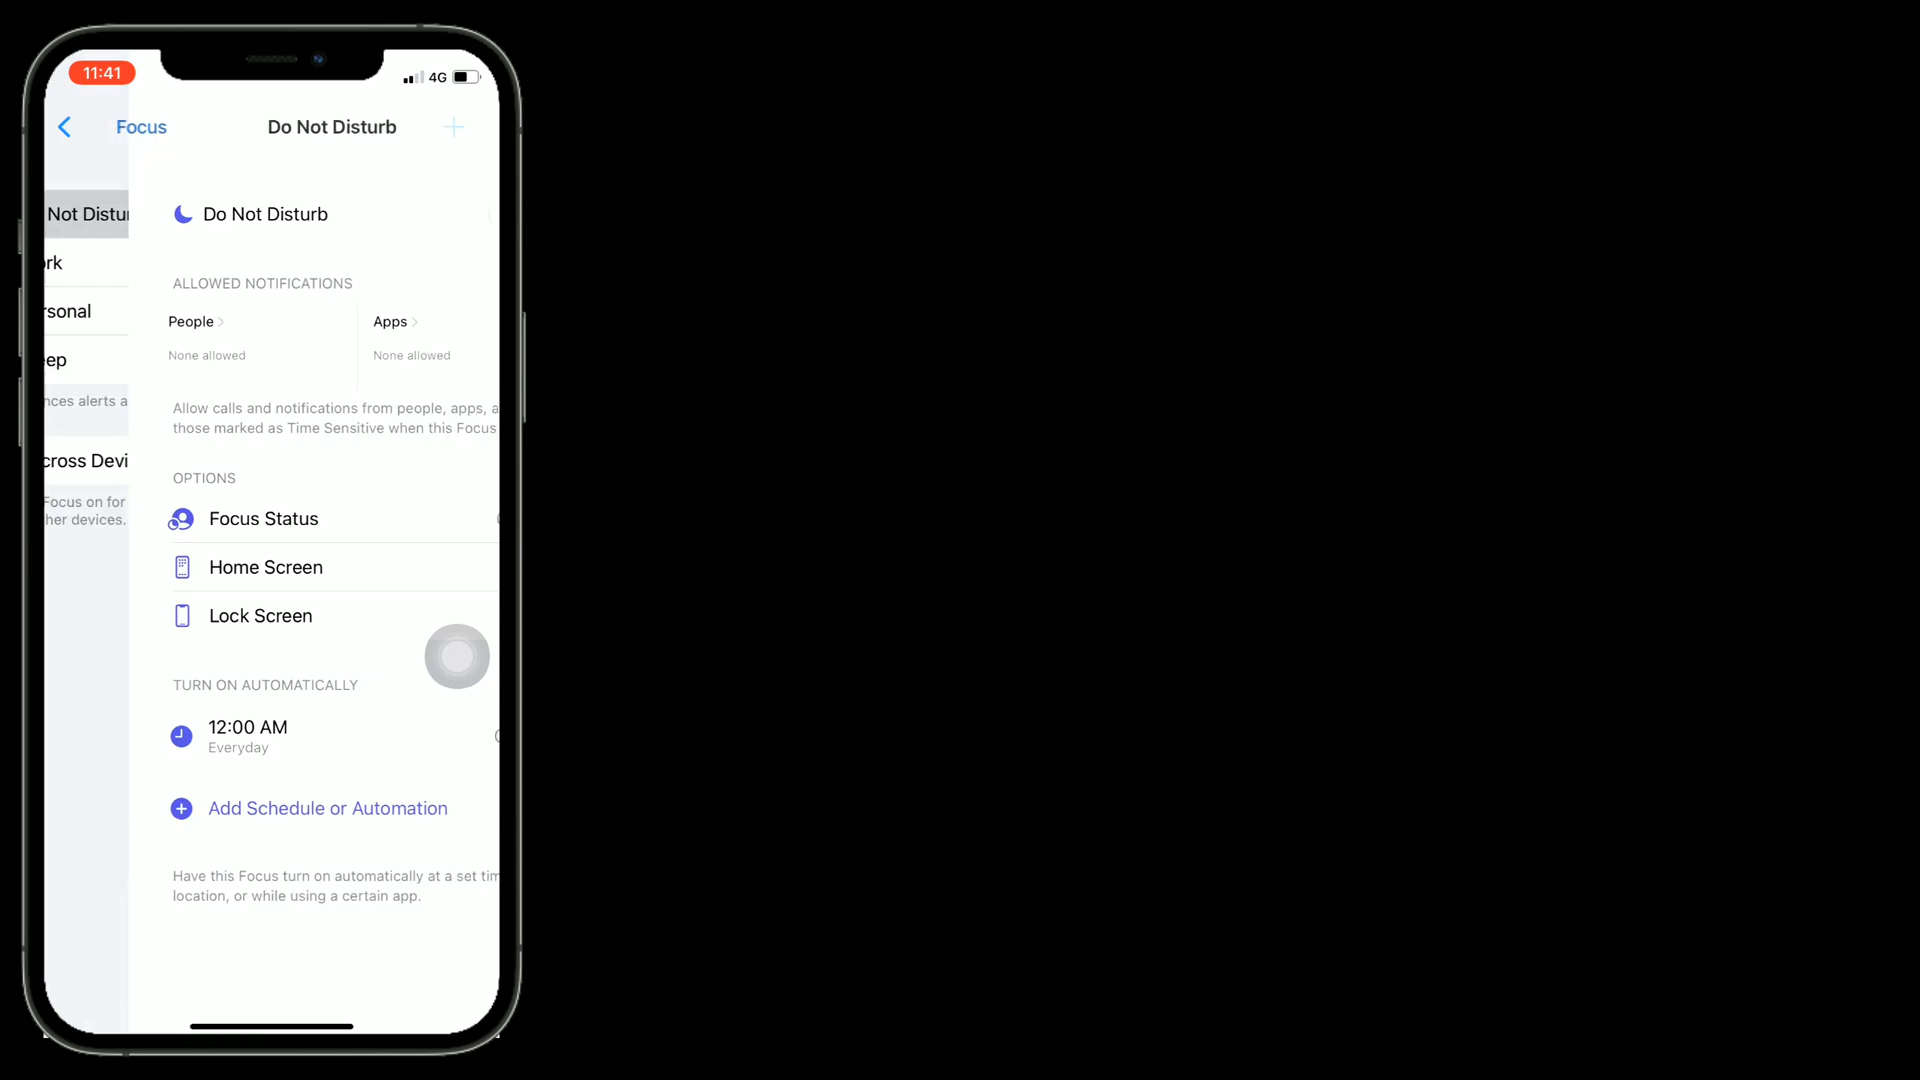 11:41
4G
Focus
Do Not Disturb
Not Distur
Do Not Disturb
rk
ALLOWED NOTIFICATIONS
rsonal
People
Apps
eep
None allowed
None allowed
nces alerts a
Allow calls and notifications from people, apps, a
those marked as Time Sensitive when this Focus
cross Devi
OPTIONS
Focus on for
her devices.
Focus Status
Home Screen
Lock Screen
TURN ON AUTOMATICALLY
12:00 AM
Everyday
Add Schedule or Automation
Have this Focus turn on automatically at a set tim
location, or while using a certain app.